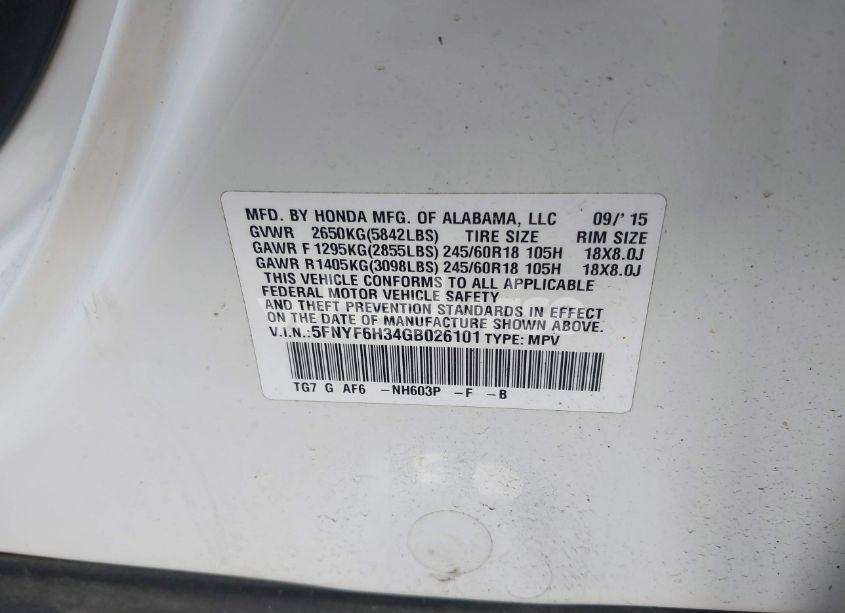 MFD. BY HONDA MFG. OF ALABAMA, LLC 09/' 15
GVWR 2650KG(5842LBS) TIRE SIZE RIM SIZE
GAWR F 1295KG(2855LBS) 245/60R18 105H 18X8.0J
GAWR R1405KG(3098LBS) 245/60R18 105H 18X8.0J
THIS VEHICLE CONFORMS TO ALL APPLICABLE
FEDERAL MOTOR VEHICLE SAFETY
AND THEFT PREVENTION STANDARDS IN EFFECT
ON THE DATE OF MANUFACTURE SHOWN ABOVE.
V.I.N.:5FNYF6H34GB026101 TYPE: MPV
TG7 G AF6 -NH603P -F -B